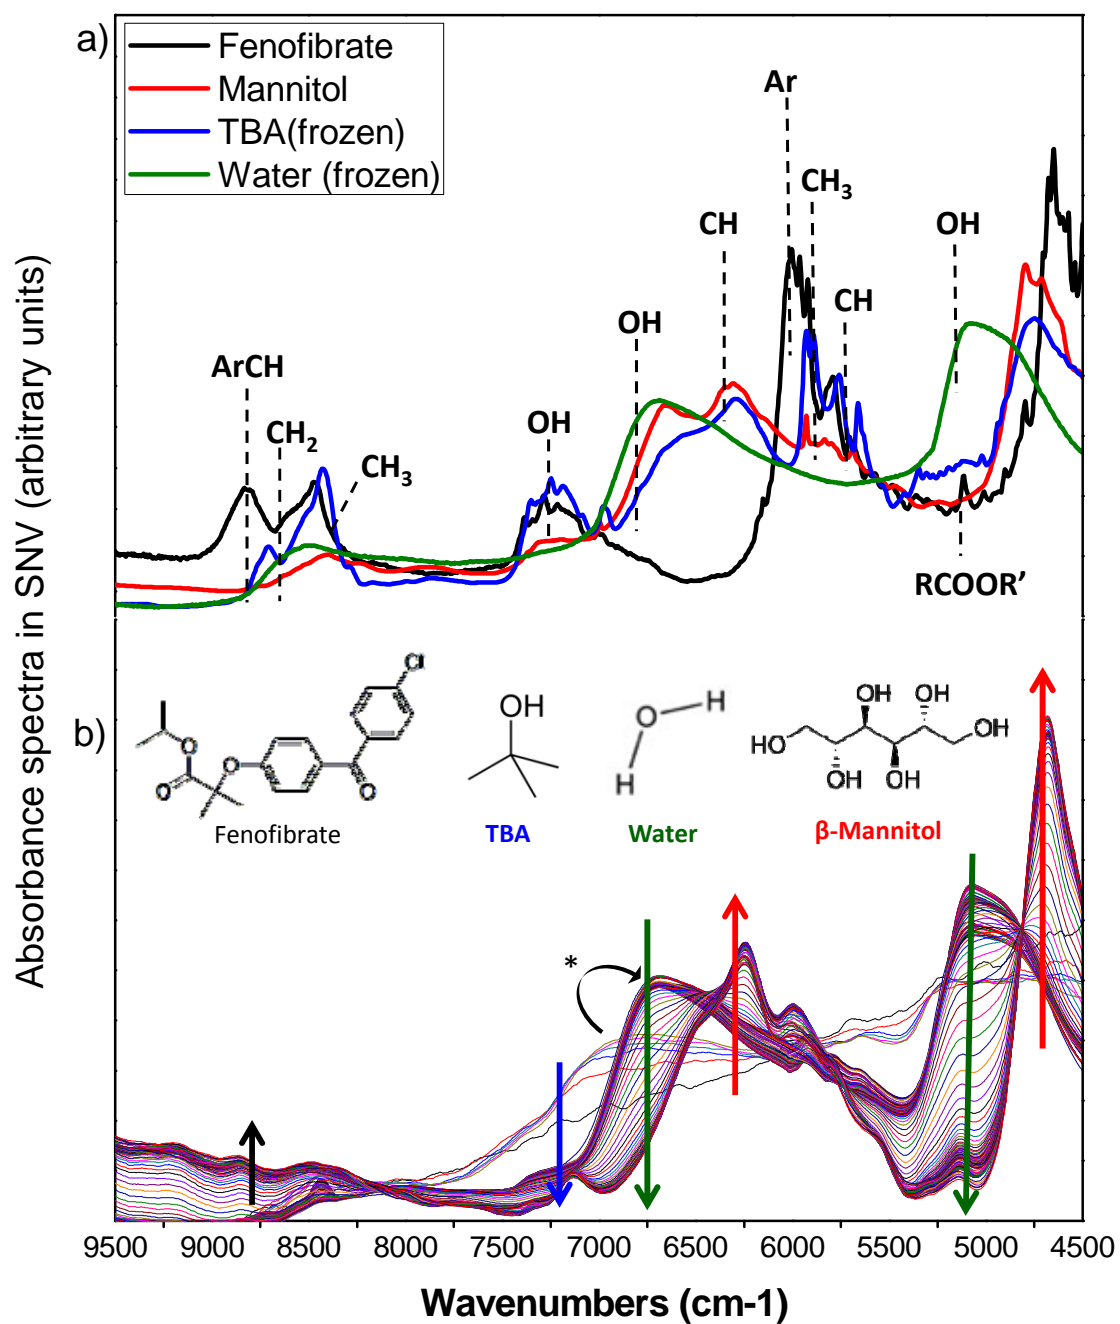 a)
Fenofibrate
Mannitol
TBA(frozen)
Water (frozen)
Ar
CH₃
CH
OH
OH
CH
ArCH
CH₂
CH₃
OH
RCOOR’
Absorbance spectra in SNV (arbitrary units)
b)
Cl
O
O
O
O
Fenofibrate
OH
TBA
O
H
H
Water
OH
OH
OH
HO
OH
OH
β-Mannitol
*
9500 9000 8500 8000 7500 7000 6500 6000 5500 5000 4500
Wavenumbers (cm-1)